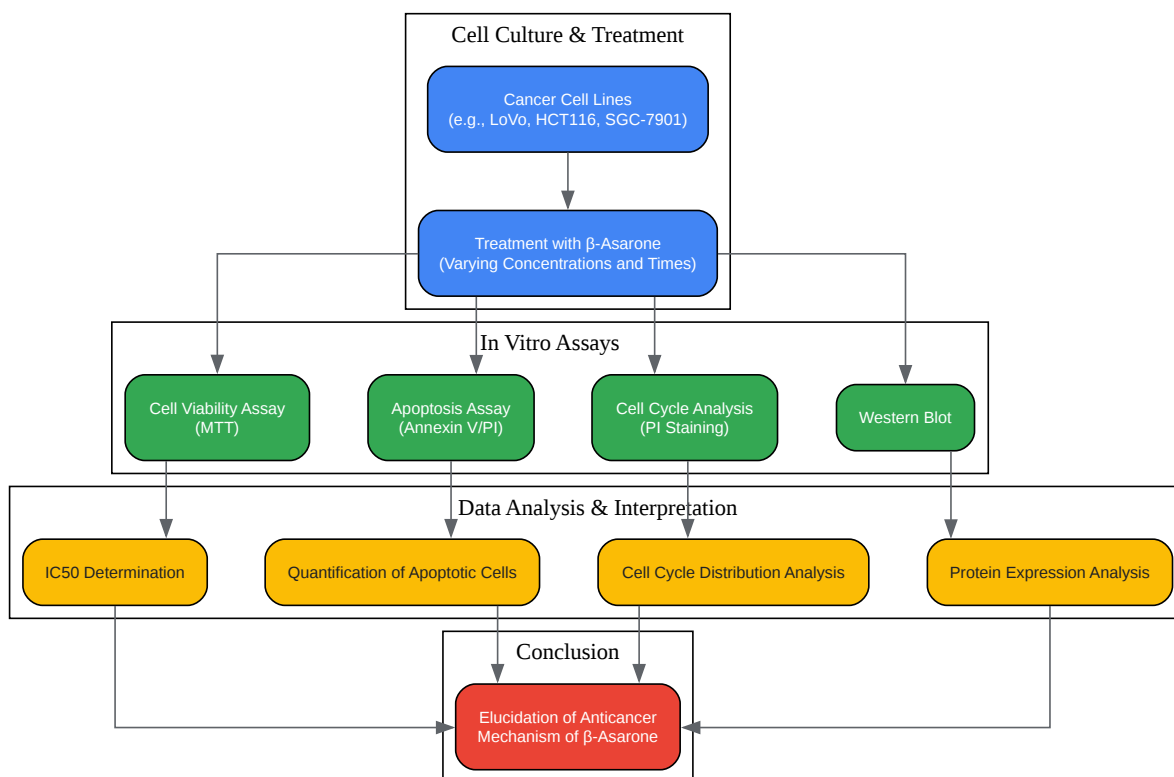 Cell Culture & Treatment
Cancer Cell Lines
(e.g., LoVo, HCT116, SGC-7901)
Treatment with β-Asarone
(Varying Concentrations and Times)
In Vitro Assays
Cell Viability Assay
(MTT)
Apoptosis Assay
(Annexin V/PI)
Cell Cycle Analysis
(PI Staining)
Western Blot
Data Analysis & Interpretation
IC50 Determination
Quantification of Apoptotic Cells
Cell Cycle Distribution Analysis
Protein Expression Analysis
Conclusion
Elucidation of Anticancer
Mechanism of β-Asarone